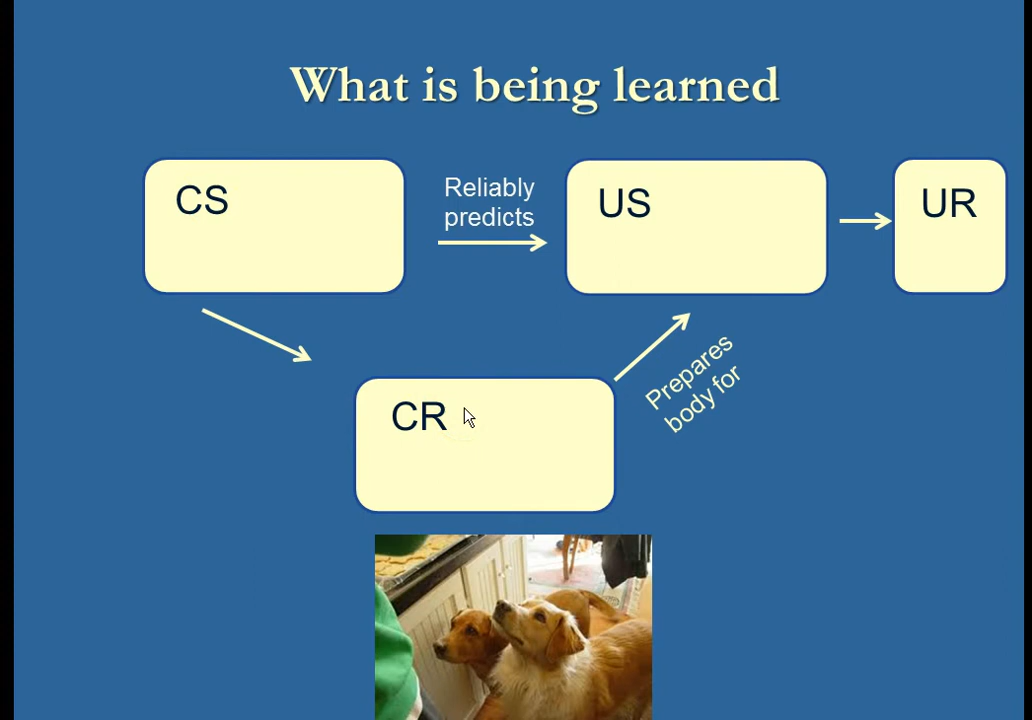 What is being learned
CS
Reliably
predicts
US
UR
CR
Prepares
body for